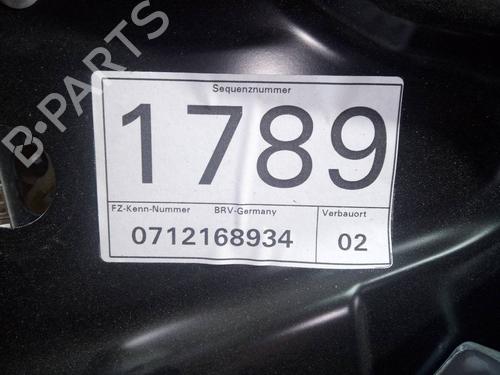 Sequenznummer
1789
FZ-Kenn-Nummer BRV-Germany Verbauort
0712168934 02
B-PARTS